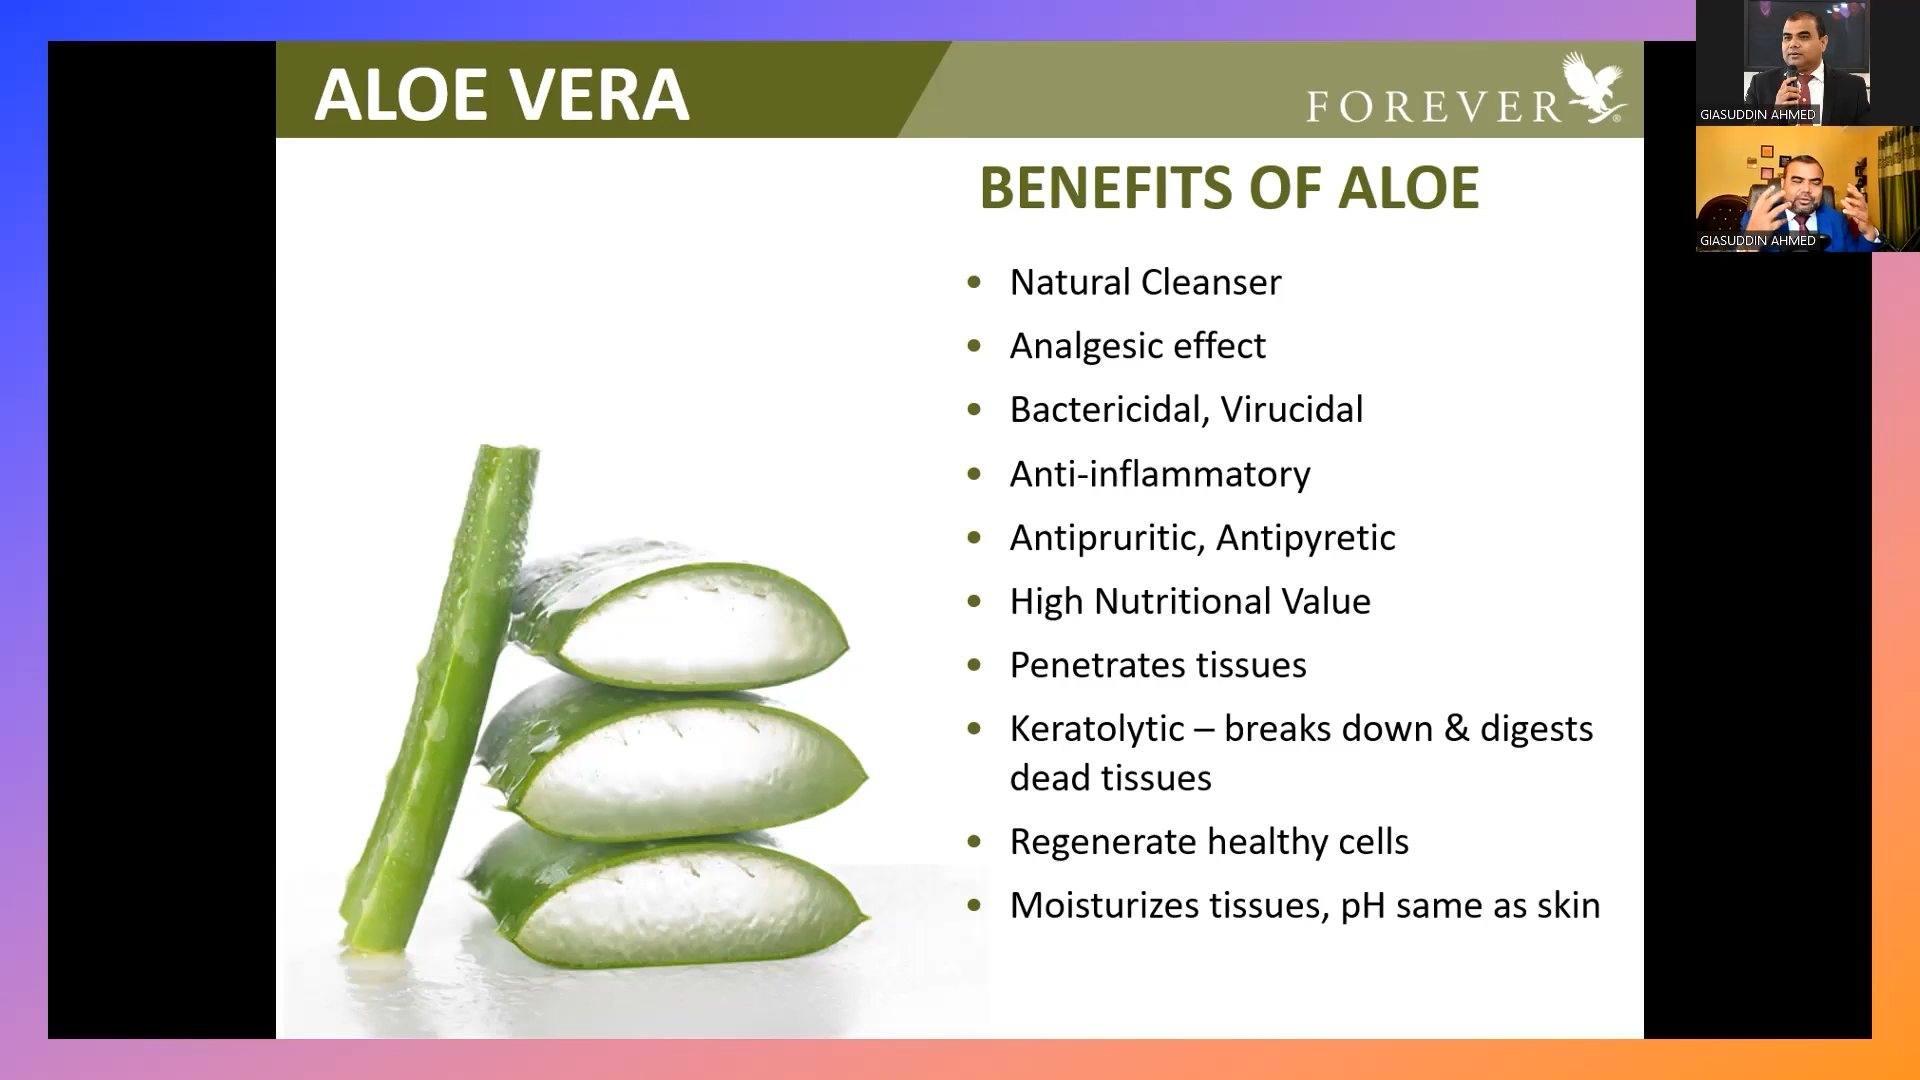 ALOE VERA
FOREVER
BENEFITS OF ALOE
• Natural Cleanser
• Analgesic effect
• Bactericidal, Virucidal
• Anti-inflammatory
• Antipruritic, Antipyretic
• High Nutritional Value
• Penetrates tissues
• Keratolytic – breaks down & digests
dead tissues
• Regenerate healthy cells
• Moisturizes tissues, pH same as skin
GIASUDDIN AHMED
GIASUDDIN AHMED